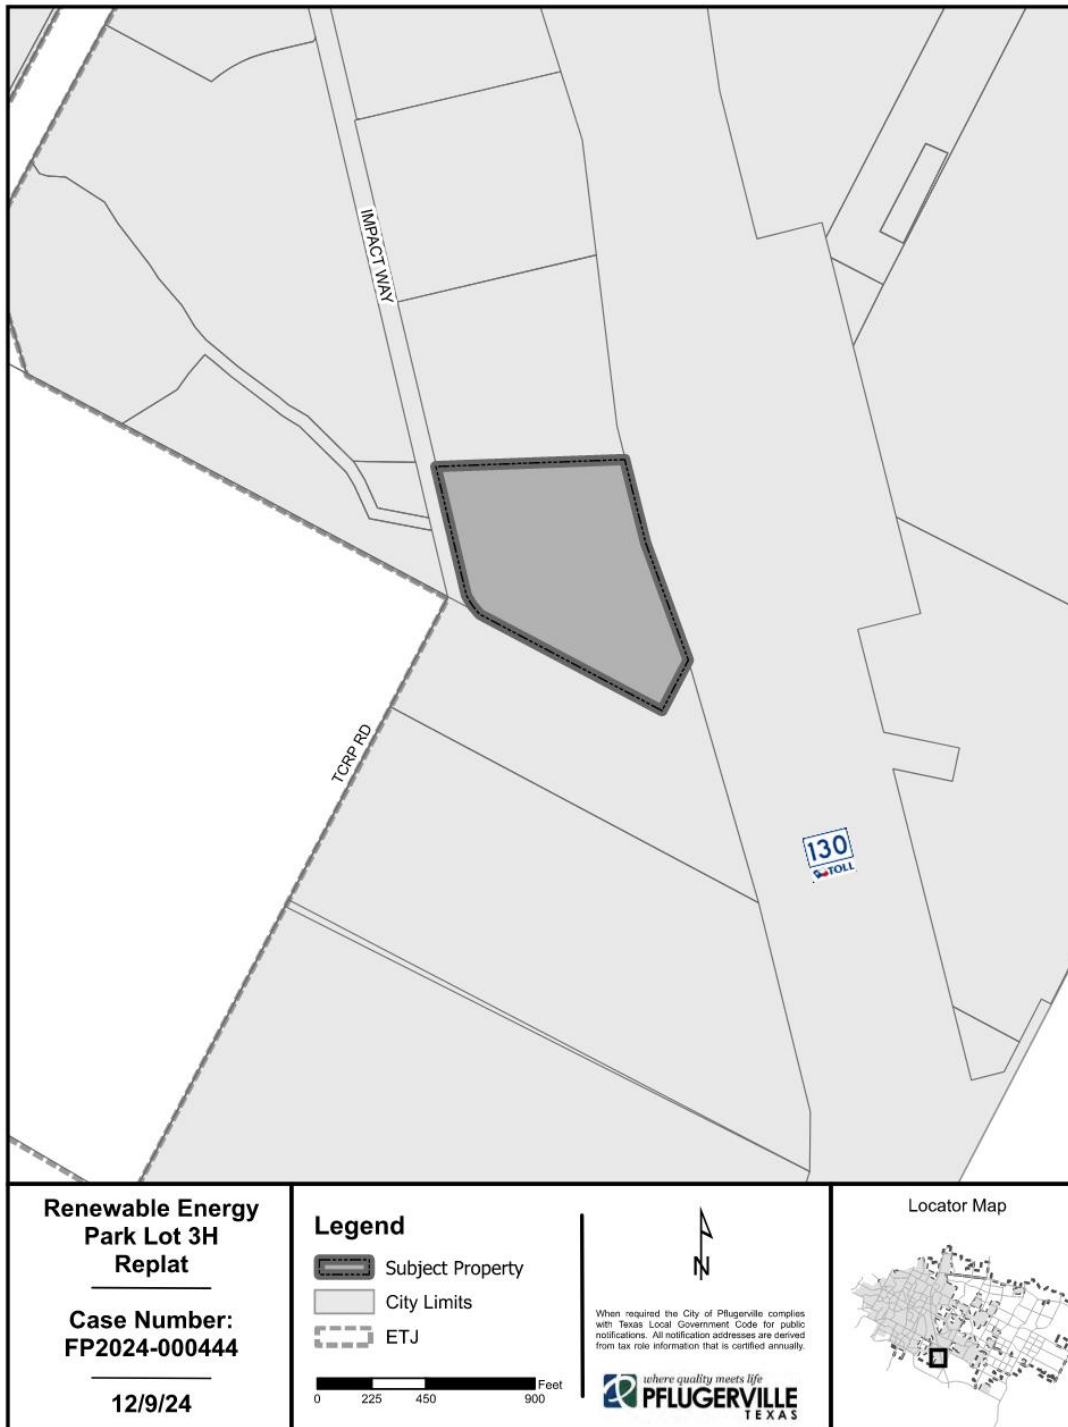 IMPACT WAY
TCRP RD
130
TOLL
Renewable Energy
Park Lot 3H
Replat
Case Number:
FP2024-000444
12/9/24
Legend
Subject Property
City Limits
ETJ
Feet
0 225 450 900
N
When required the City of Pflugerville complies
with Texas Local Government Code for public
notifications. All notification addresses are derived
from tax role information that is certified annually.
where quality meets life
PFLUGERVILLE
TEXAS
Locator Map